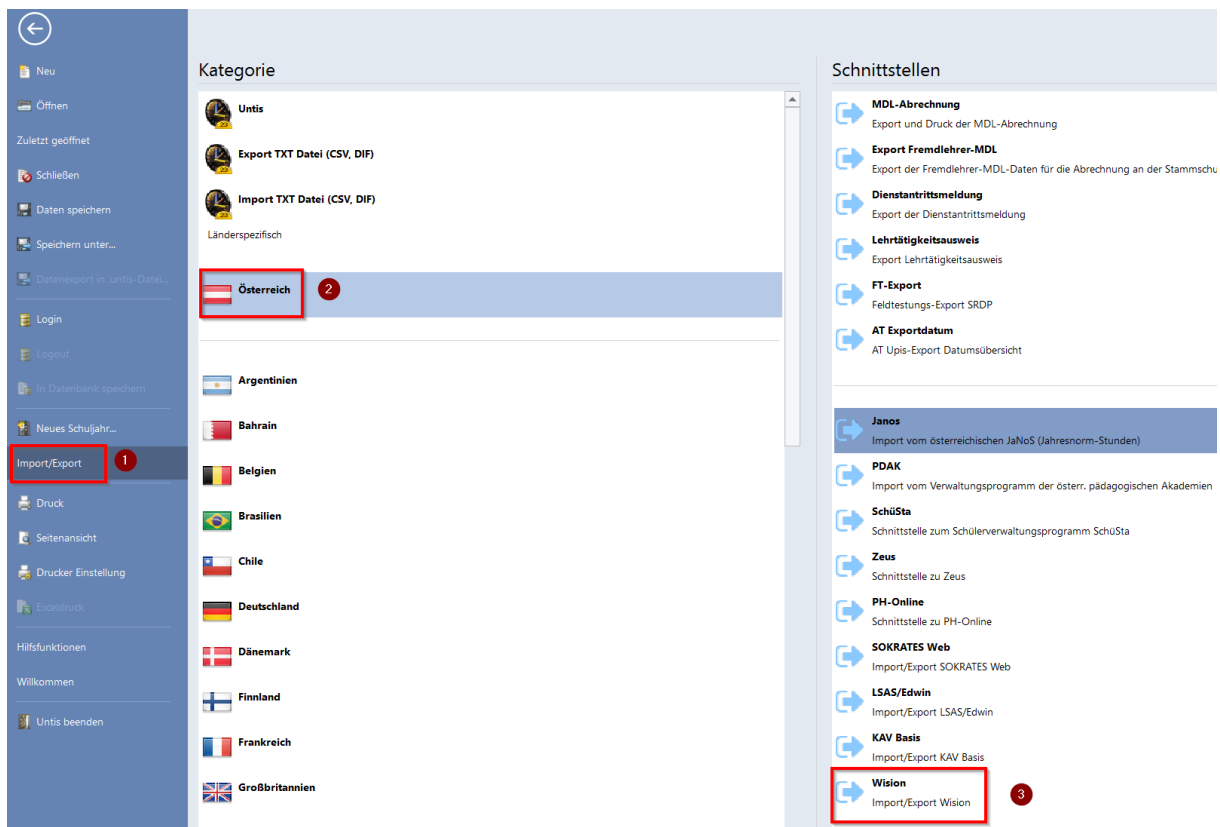 Neu
Öffnen
Zuletzt geöffnet
Schließen
Daten speichern
Speichern unter...
Datenexport in .untis-Datei...
Login
Logout
In Datenbank speichern
Neues Schuljahr...
Import/Export
1
Druck
Seitenansicht
Drucker Einstellung
Exceldruck
Hilfsfunktionen
Willkommen
Untis beenden
Kategorie
Untis
Export TXT Datei (CSV, DIF)
Import TXT Datei (CSV, DIF)
Länderspezifisch
Österreich
2
Argentinien
Bahrain
Belgien
Brasilien
Chile
Deutschland
Dänemark
Finnland
Frankreich
Großbritannien
Schnittstellen
MDL-Abrechnung
Export und Druck der MDL-Abrechnung
Export Fremdlehrer-MDL
Export der Fremdlehrer-MDL-Daten für die Abrechnung an der Stammschu
Dienstantrittsmeldung
Export der Dienstantrittsmeldung
Lehrtätigkeitsausweis
Export Lehrtätigkeitsausweis
FT-Export
Feldtestungs-Export SRDP
AT Exportdatum
AT Upis-Export Datumsübersicht
Janos
Import vom österreichischen JaNoS (Jahresnorm-Stunden)
PDAK
Import vom Verwaltungsprogramm der österr. pädagogischen Akademien
SchüSta
Schnittstelle zum Schülerverwaltungsprogramm SchüSta
Zeus
Schnittstelle zu Zeus
PH-Online
Schnittstelle zu PH-Online
SOKRATES Web
Import/Export SOKRATES Web
LSAS/Edwin
Import/Export LSAS/Edwin
KAV Basis
Import/Export KAV Basis
Wision
Import/Export Wision
3